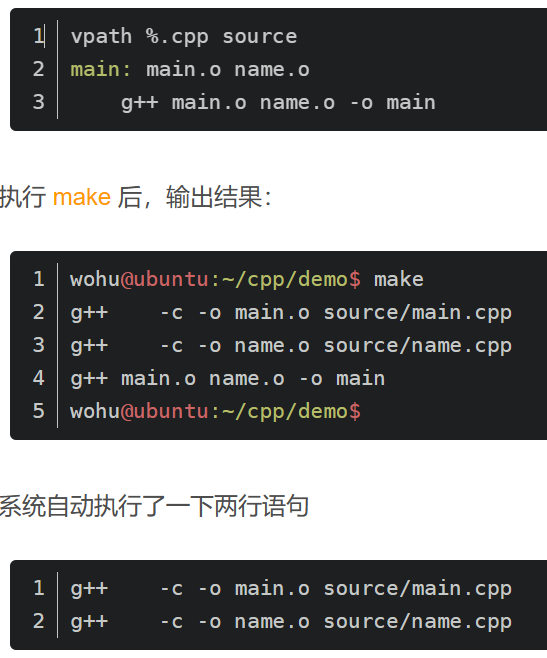 1 vpath %.cpp source
2 main: main.o name.o
3     g++ main.o name.o -o main
执行 make 后，输出结果：
1 wohu@ubuntu:~/cpp/demo$ make
2 g++    -c -o main.o source/main.cpp
3 g++    -c -o name.o source/name.cpp
4 g++ main.o name.o -o main
5 wohu@ubuntu:~/cpp/demo$
系统自动执行了一下两行语句
1 g++    -c -o main.o source/main.cpp
2 g++    -c -o name.o source/name.cpp